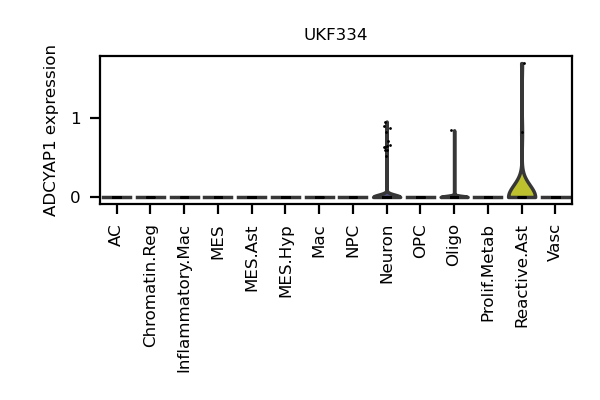 UKF334
ADCYAP1 expression
1
0
AC
Chromatin.Reg
Inflammatory.Mac
MES
MES.Ast
MES.Hyp
Mac
NPC
Neuron
OPC
Oligo
Prolif.Metab
Reactive.Ast
Vasc